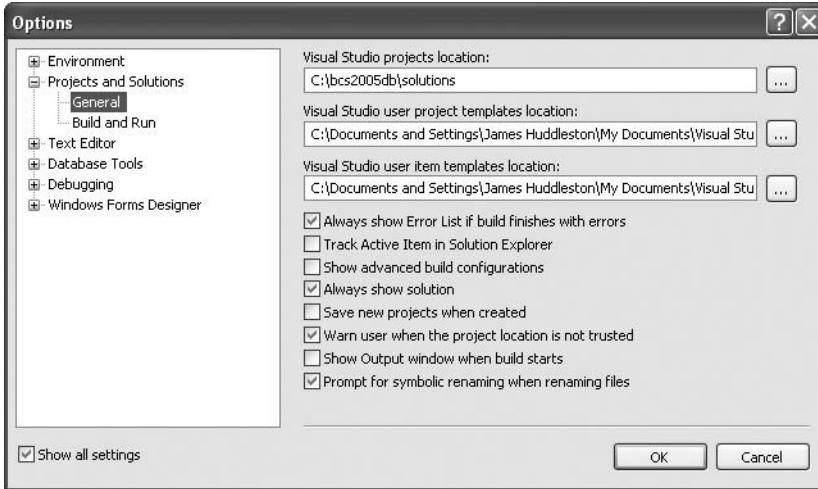 Options
Environment
Projects and Solutions
General
Build and Run
Text Editor
Database Tools
Debugging
Windows Forms Designer
Show all settings
Visual Studio projects location:
C:\bcs2005db\solutions
...
Visual Studio user project templates location:
C:\Documents and Settings\James Huddleston\My Documents\Visual Stu
...
Visual Studio user item templates location:
C:\Documents and Settings\James Huddleston\My Documents\Visual Stu
...
Always show Error List if build finishes with errors
Track Active Item in Solution Explorer
Show advanced build configurations
Always show solution
Save new projects when created
Warn user when the project location is not trusted
Show Output window when build starts
Prompt for symbolic renaming when renaming files
OK
Cancel